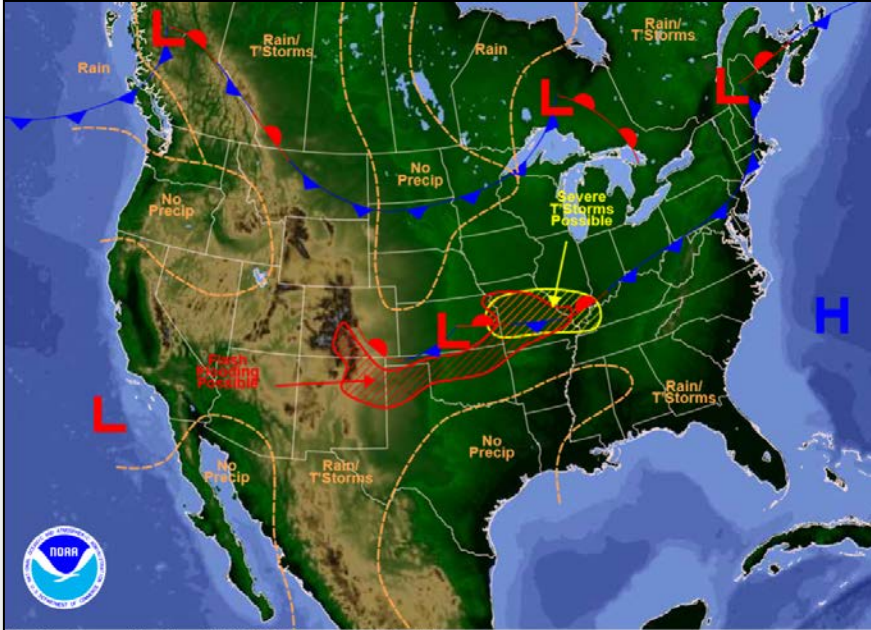 L
Rain/
T'Storms
Rain
Rain/
T'Storms
Rain
L
L
No
Precip
Severe
T'Storms
Possible
No
Precip
H
L
Flash
Flooding
Possible
L
Rain/
T'Storms
No
Precip
No
Precip
Rain/
T'Storms
NOAA